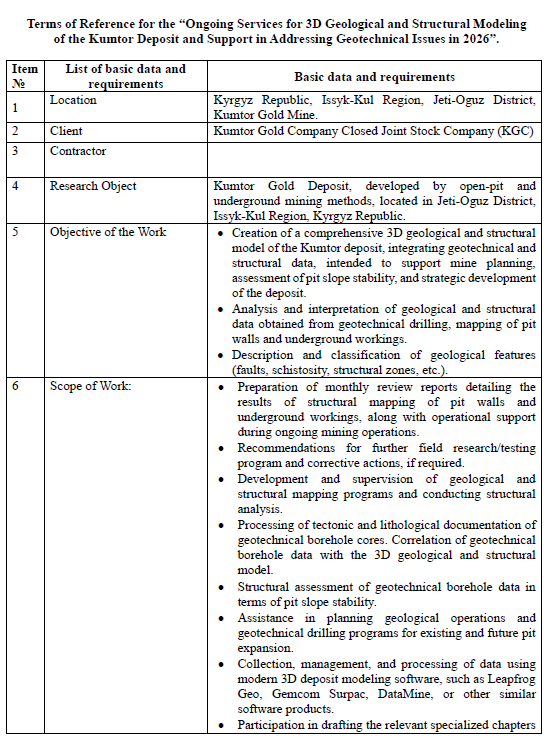 Terms of Reference for the “Ongoing Services for 3D Geological and Structural Modeling
of the Kumtor Deposit and Support in Addressing Geotechnical Issues in 2026”.
Item
№
List of basic data and
requirements
Basic data and requirements
1
Location
Kyrgyz Republic, Issyk-Kul Region, Jeti-Oguz District,
Kumtor Gold Mine.
2
Client
Kumtor Gold Company Closed Joint Stock Company (KGC)
3
Contractor
4
Research Object
Kumtor Gold Deposit, developed by open-pit and
underground mining methods, located in Jeti-Oguz District,
Issyk-Kul Region, Kyrgyz Republic.
5
Objective of the Work
• Creation of a comprehensive 3D geological and structural
model of the Kumtor deposit, integrating geotechnical and
structural data, intended to support mine planning,
assessment of pit slope stability, and strategic development
of the deposit.
• Analysis and interpretation of geological and structural
data obtained from geotechnical drilling, mapping of pit
walls and underground workings.
• Description and classification of geological features
(faults, schistosity, structural zones, etc.).
6
Scope of Work:
• Preparation of monthly review reports detailing the
results of structural mapping of pit walls and
underground workings, along with operational support
during ongoing mining operations.
• Recommendations for further field research/testing
program and corrective actions, if required.
• Development and supervision of geological and
structural mapping programs and conducting structural
analysis.
• Processing of tectonic and lithological documentation of
geotechnical borehole cores. Correlation of geotechnical
borehole data with the 3D geological and structural
model.
• Structural assessment of geotechnical borehole data in
terms of pit slope stability.
• Assistance in planning geological operations and
geotechnical drilling programs for existing and future pit
expansion.
• Collection, management, and processing of data using
modern 3D deposit modeling software, such as Leapfrog
Geo, Gemcom Surpac, DataMine, or other similar
software products.
• Participation in drafting the relevant specialized chapters